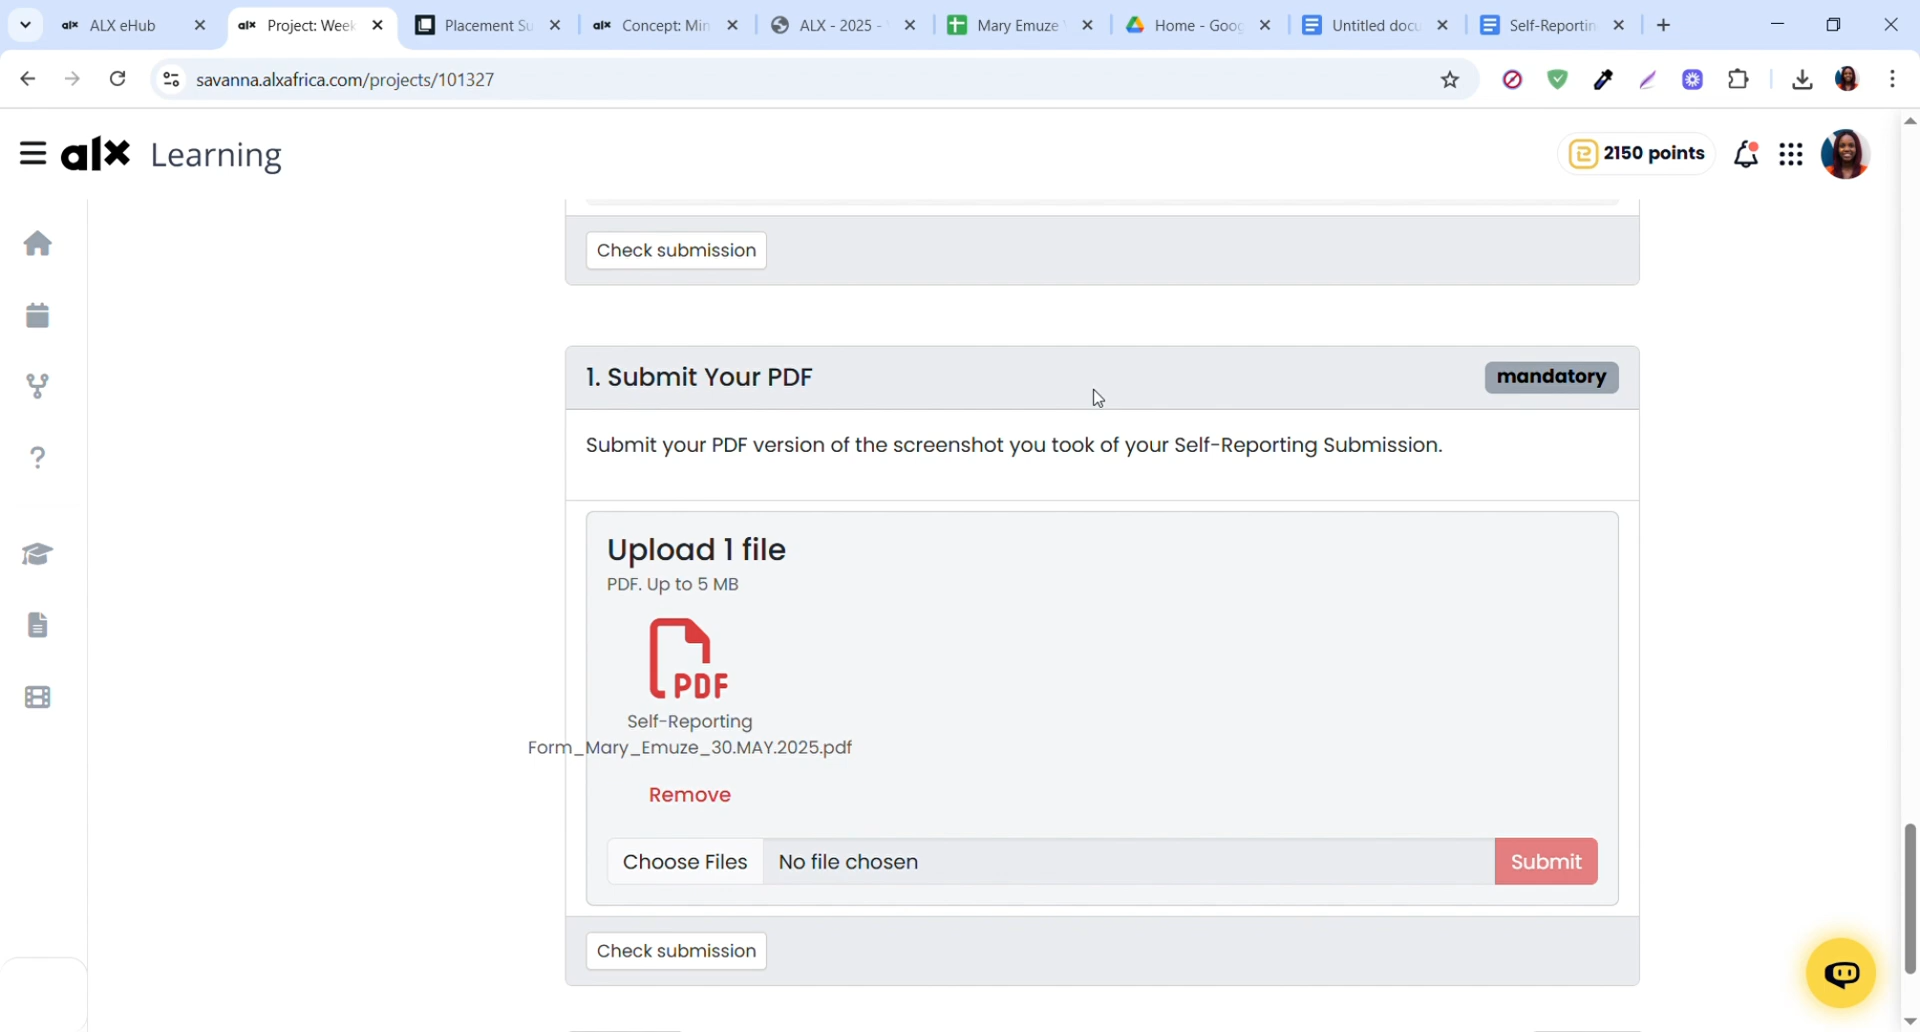 ALX eHub
Project: Week
Placement Su
Concept: Min
ALX - 2025 -
Mary Emuze
Home - Goog
Untitled docu
Self-Reportin
savanna.alxafrica.com/projects/101327
alx Learning
2150 points
Check submission
1. Submit Your PDF
mandatory
Submit your PDF version of the screenshot you took of your Self-Reporting Submission.
Upload 1 file
PDF. Up to 5 MB
PDF
Self-Reporting
Form_Mary_Emuze_30.MAY.2025.pdf
Remove
Choose Files
No file chosen
Submit
Check submission